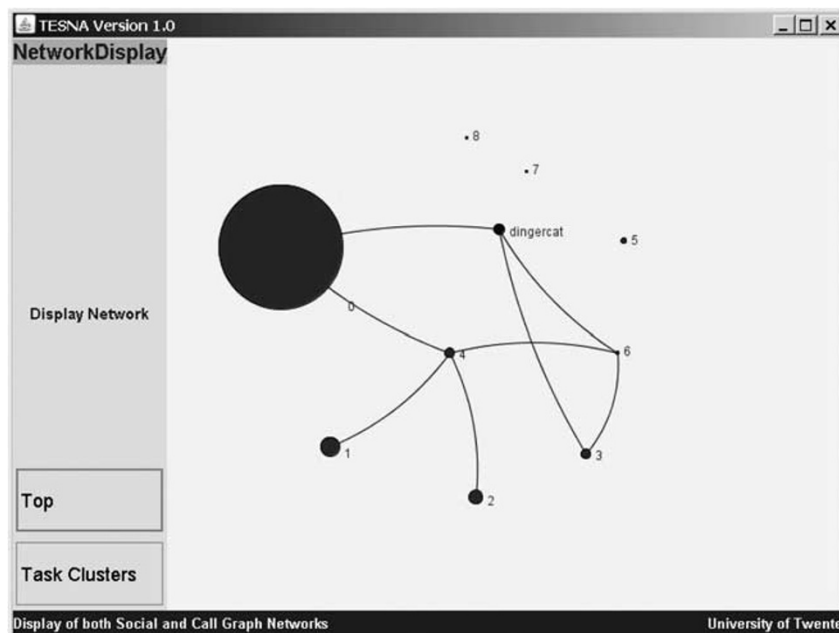 TESNA Version 1.0
NetworkDisplay
8
7
dingercat
5
Display Network
0
4
6
1
3
2
Top
Task Clusters
Display of both Social and Call Graph Networks
University of Twente